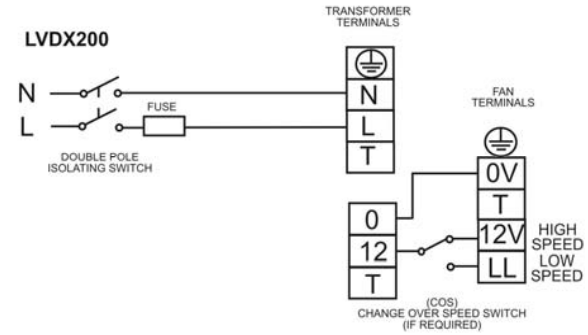 TRANSFORMER
TERMINALS
LVDX200
N
L
FUSE
DOUBLE POLE
ISOLATING SWITCH
N
L
T
FAN
TERMINALS
0V
T
12V
LL
HIGH
SPEED
LOW
SPEED
0
12
T
(COS)
CHANGE OVER SPEED SWITCH
(IF REQUIRED)